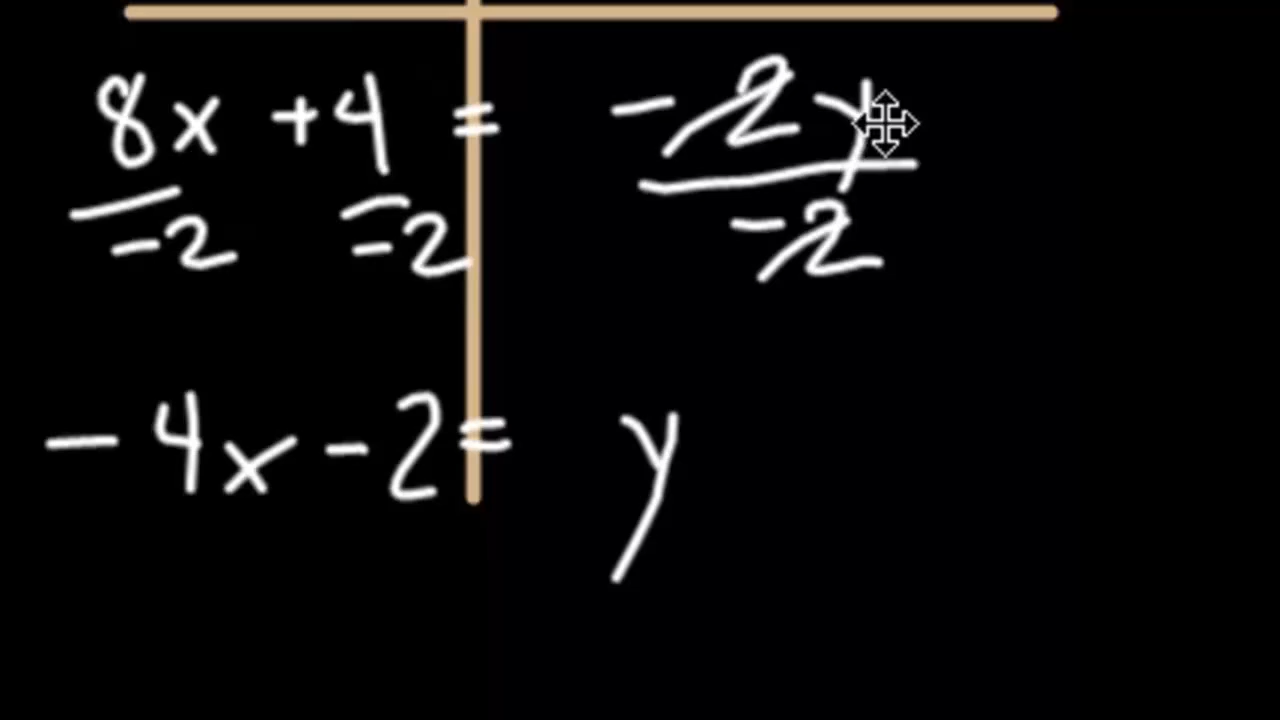 8x + 4 = -2y
-2 -2 -2
-4x - 2 = y